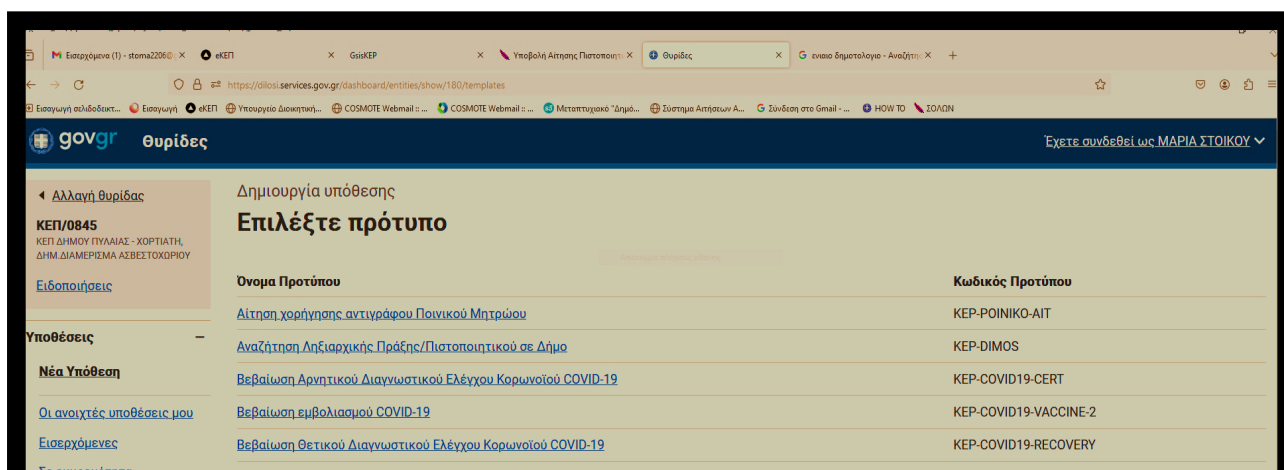 Εισερχόμενα (1) - stoma2206@
eΚΕΠ
GsisKEP
Υποβολή Αίτησης Πιστοποιητι
Θυρίδες
ενιαιο δημοτολογιο - Αναζήτησ
https://dilosi.services.gov.gr/dashboard/entities/show/180/templates
Εισαγωγή σελιδοδεικτ...
Εισαγωγή
eΚΕΠ
Υπουργείο Διοικητική...
COSMOTE Webmail :: ...
COSMOTE Webmail :: ...
Μεταπτυχιακό "Δημό...
Σύστημα Αιτήσεων Α...
Σύνδεση στο Gmail - ...
HOW TO
ΣΟΛΩΝ
govgr Θυρίδες
Έχετε συνδεθεί ως ΜΑΡΙΑ ΣΤΟΙΚΟΥ
Αλλαγή θυρίδας
ΚΕΠ/0845
ΚΕΠ ΔΗΜΟΥ ΠΥΛΑΙΑΣ - ΧΟΡΤΙΑΤΗ,
ΔΗΜ.ΔΙΑΜΕΡΙΣΜΑ ΑΣΒΕΣΤΟΧΩΡΙΟΥ
Ειδοποιήσεις
Υποθέσεις
Νέα Υπόθεση
Οι ανοιχτές υποθέσεις μου
Εισερχόμενες
Δημιουργία υπόθεσης
Επιλέξτε πρότυπο
Όνομα Προτύπου Κωδικός Προτύπου
Αίτηση χορήγησης αντιγράφου Ποινικού Μητρώου KEP-POINIKO-AIT
Αναζήτηση Ληξιαρχικής Πράξης/Πιστοποιητικού σε Δήμο KEP-DIMOS
Βεβαίωση Αρνητικού Διαγνωστικού Ελέγχου Κορωνοϊού COVID-19 KEP-COVID19-CERT
Βεβαίωση εμβολιασμού COVID-19 KEP-COVID19-VACCINE-2
Βεβαίωση Θετικού Διαγνωστικού Ελέγχου Κορωνοϊού COVID-19 KEP-COVID19-RECOVERY